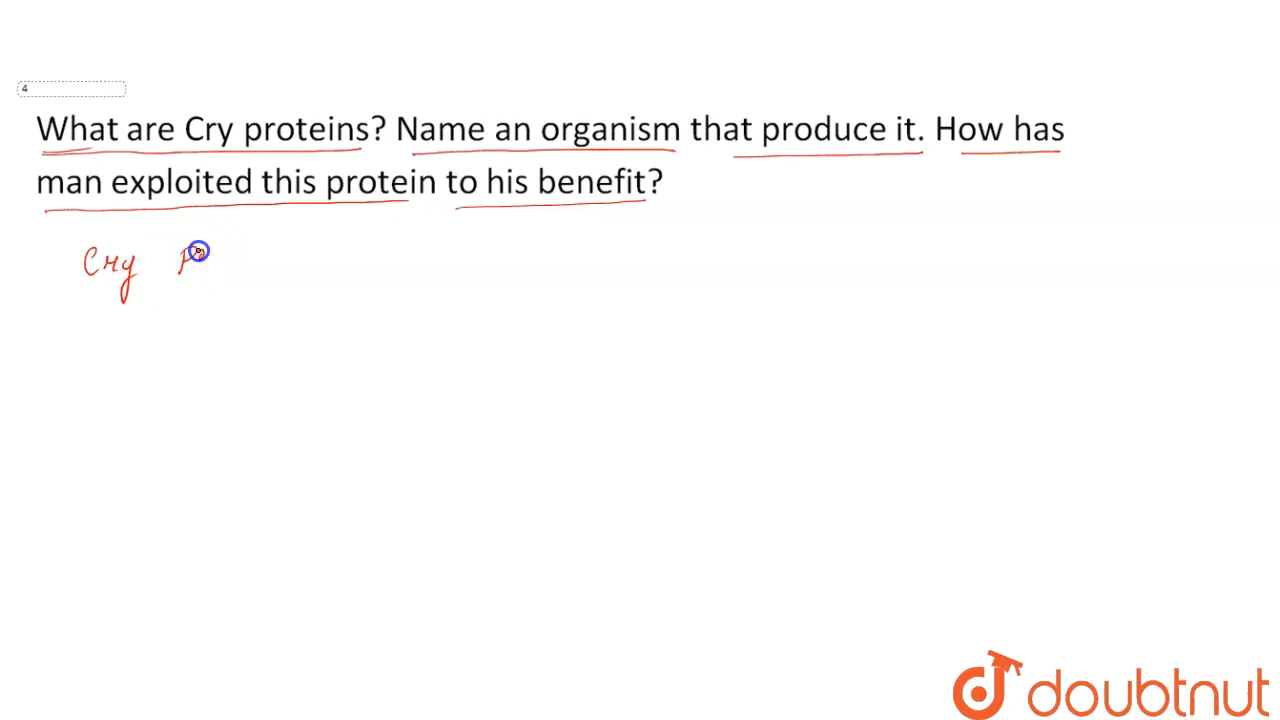 4
What are Cry proteins? Name an organism that produce it. How has
man exploited this protein to his benefit?
Cry
doubtnut